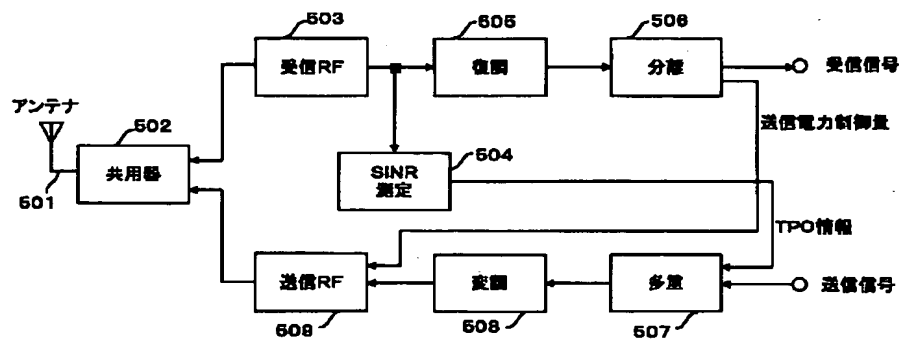 503
505
506
受信RF
復調
分離
受信信号
アンテナ
502
送信電力制御量
共用器
504
SINR
測定
501
TPO情報
送信RF
変調
多重
送信信号
509
508
507